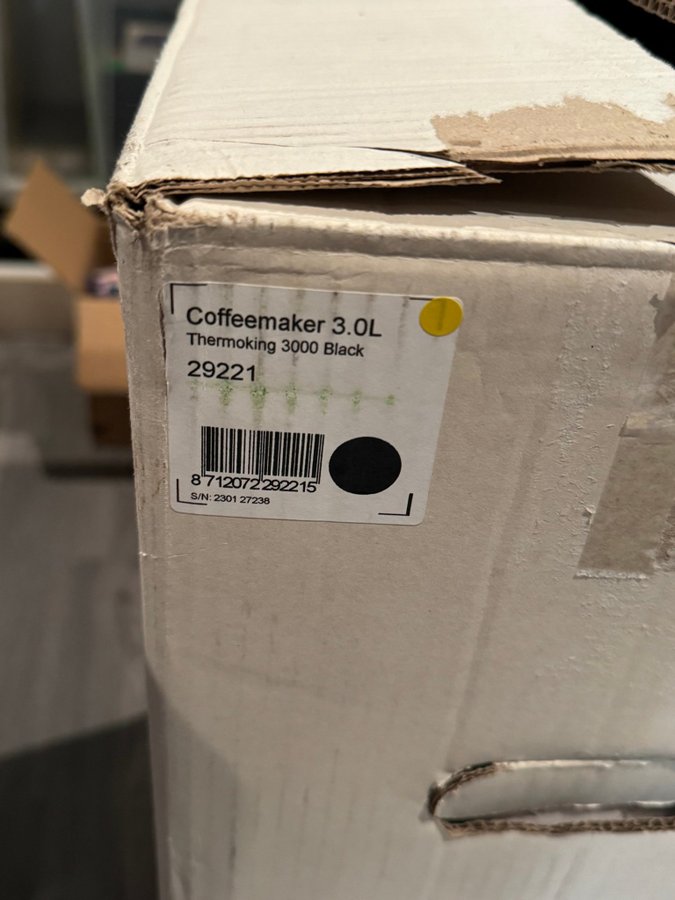 Coffeemaker 3.0L
Thermoking 3000 Black
29221
8 712072 292215
S/N: 2301 27238